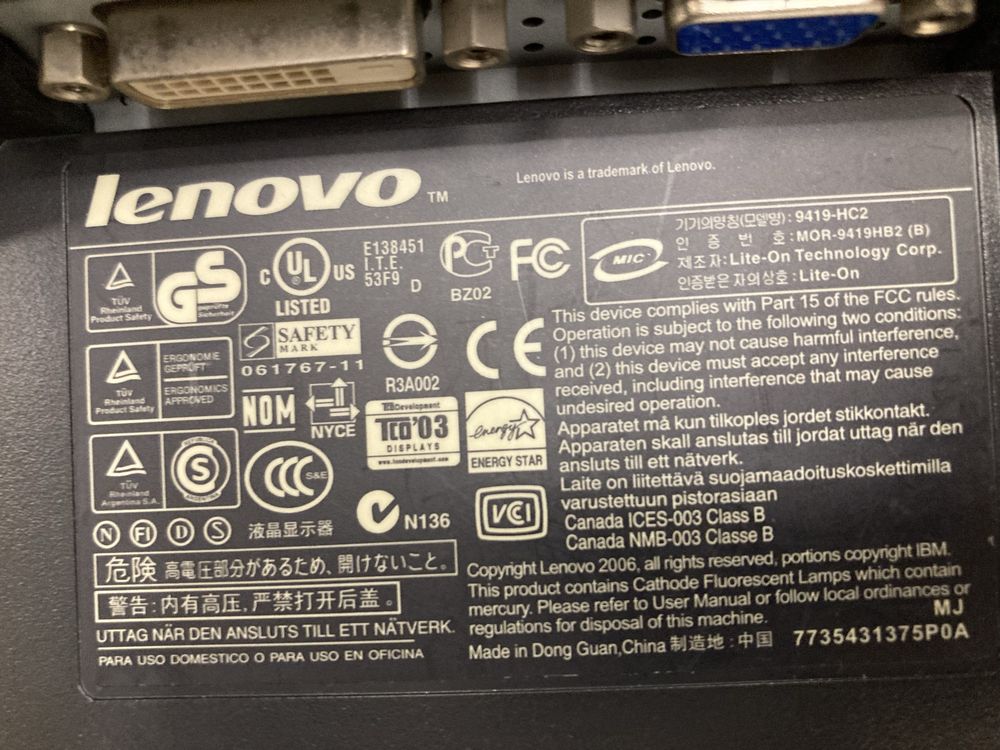 lenovo™
Lenovo is a trademark of Lenovo.
TÜV
Rheinland
Product Safety
GS
geprüfte
Sicherheit
C UL US
LISTED
E138451
I.T.E.
53F9 D
PCT
BZ02
FC
MIC
기기의명칭(모델명) : 9419-HC2
인 증 번 호 : MOR-9419HB2 (B)
제조자 : Lite-On Technology Corp.
인증받은 자의상호 : Lite-On
TÜV
Rheinland
Product Safety
ERGONOMIE
GEPRÜFT
ERGONOMICS
APPROVED
S SAFETY
MARK
061767-11
R3A002
CE
NOM
NYCE
TCO Development
TCO'03
DISPLAYS
www.tcodevelopment.com
energy
ENERGY STAR
TÜV
Rheinland
Argentina S.A.
REPUBLICA
S
ARGENTINA
CCC S&E
N136
VCI
N FI D S
液晶显示器
This device complies with Part 15 of the FCC rules.
Operation is subject to the following two conditions:
(1) this device may not cause harmful interference,
and (2) this device must accept any interference
received, including interference that may cause
undesired operation.
Apparatet må kun tilkoples jordet stikkontakt.
Apparaten skall anslutas till jordat uttag när den
ansluts till ett nätverk.
Laite on liitettävä suojamaadoituskoskettimilla
varustettuun pistorasiaan
Canada ICES-003 Class B
Canada NMB-003 Classe B
危険 高電圧部分があるため、開けないこと。
警告 : 内有高压, 严禁打开后盖。
UTTAG NÄR DEN ANSLUTS TILL ETT NÄTVERK.
PARA USO DOMESTICO O PARA USO EN OFICINA
Copyright Lenovo 2006, all rights reserved, portions copyright IBM.
This product contains Cathode Fluorescent Lamps which contain
mercury. Please refer to User Manual or follow local ordinances or
regulations for disposal of this machine.
MJ
Made in Dong Guan,China 制造地 : 中国 7735431375P0A